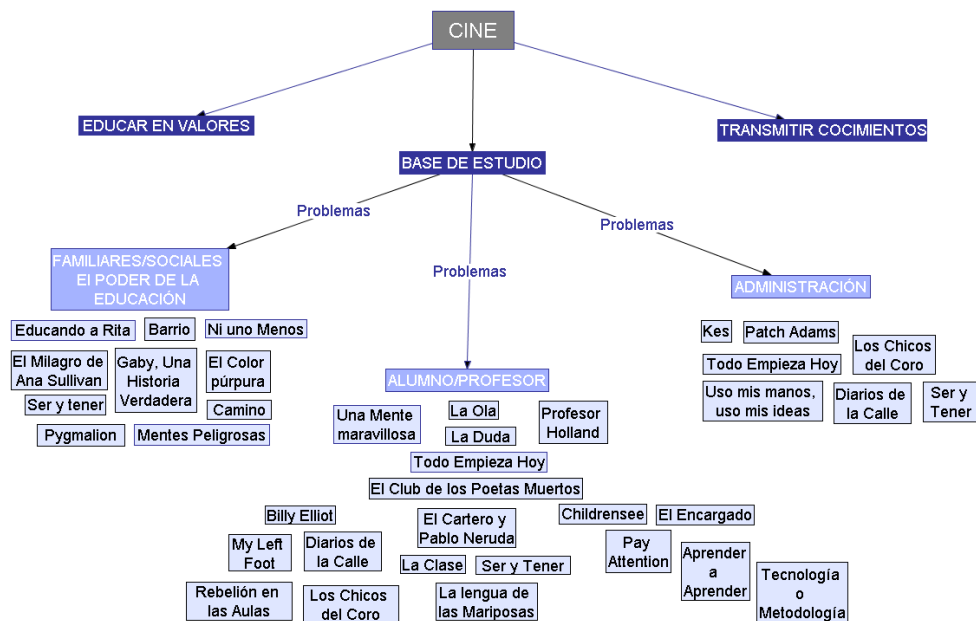 CINE
EDUCAR EN VALORES
TRANSMITIR COCIMIENTOS
BASE DE ESTUDIO
Problemas
Problemas
Problemas
FAMILIARES/SOCIALES
El PODER DE LA
EDUCACIÓN
Educando a Rita
Barrio
Ni uno Menos
El Milagro de
Ana Sullivan
Gaby, Una
Historia
Verdadera
El Color
púrpura
Ser y tener
Camino
Pygmalion
Mentes Peligrosas
ALUMNO/PROFESOR
Una Mente
maravillosa
La Ola
La Duda
Profesor
Holland
Todo Empieza Hoy
El Club de los Poetas Muertos
Billy Elliot
El Cartero y
Pablo Neruda
Childrensee
El Encargado
My Left
Foot
Diarios de
la Calle
La Clase
Ser y Tener
Pay
Attention
Aprender
a
Aprender
Tecnología
o
Metodología
Rebelión en
las Aulas
Los Chicos
del Coro
La lengua de
las Mariposas
ADMINISTRACIÓN
Kes
Patch Adams
Todo Empieza Hoy
Los Chicos
del Coro
Uso mis manos,
uso mis ideas
Diarios de
la Calle
Ser y
Tener